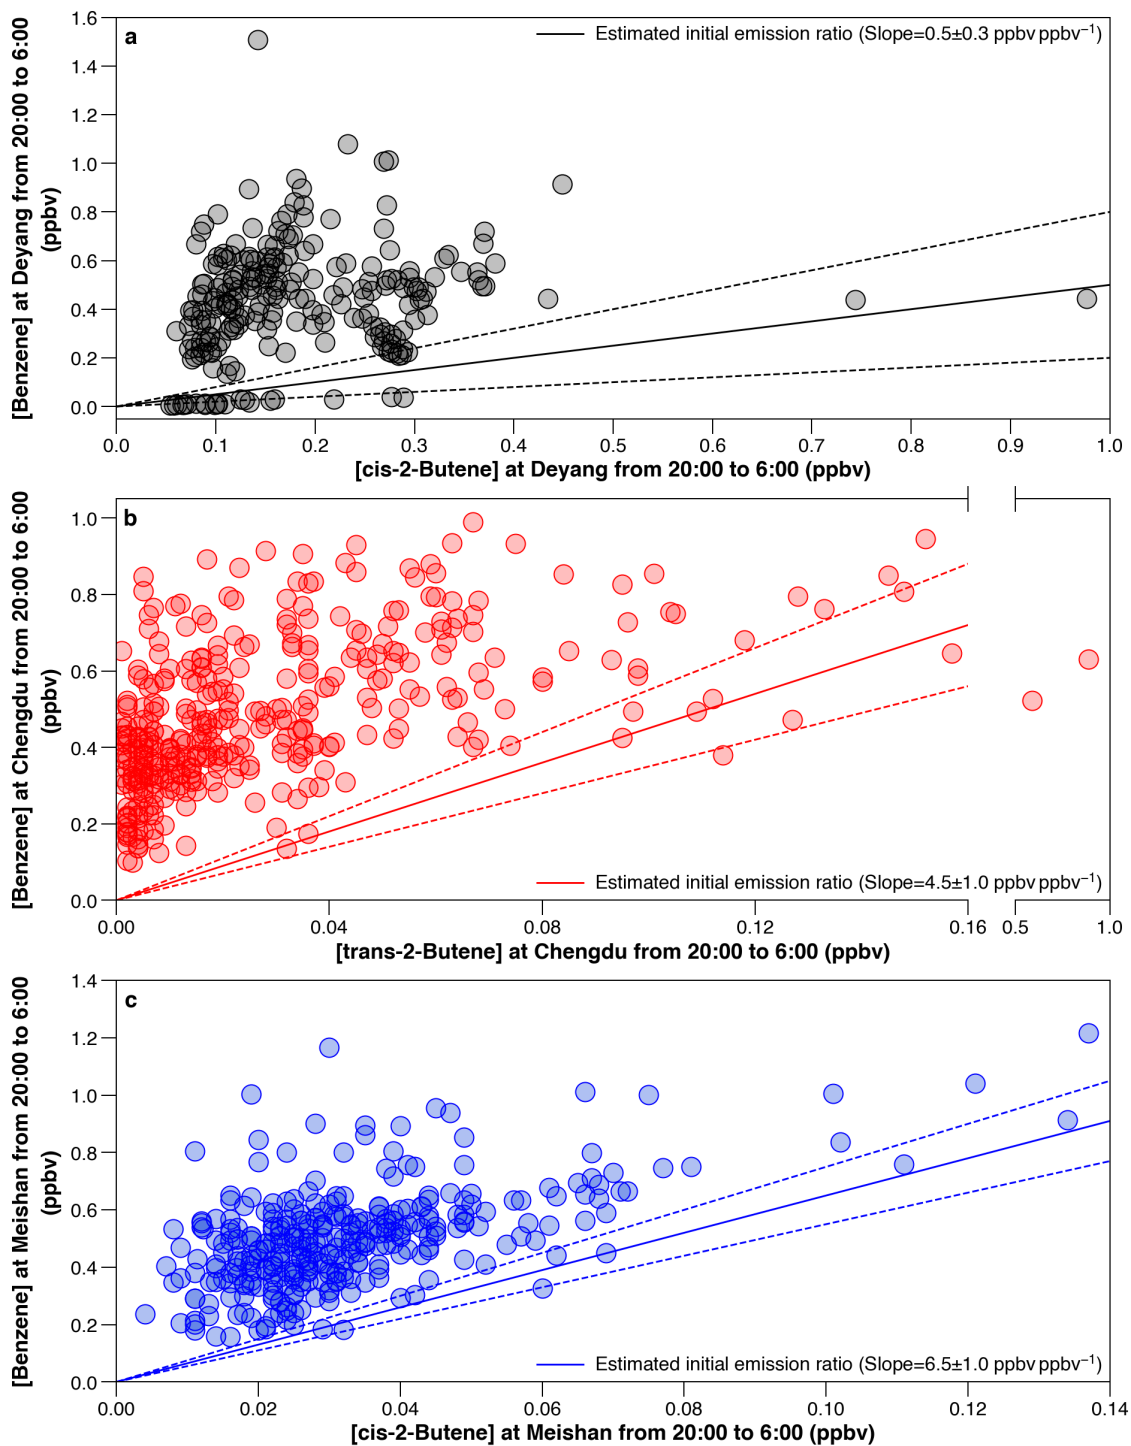 [Benzene] at Deyang from 20:00 to 6:00
(ppbv)
1.6
1.4
1.2
1.0
0.8
0.6
0.4
0.2
0.0
a
Estimated initial emission ratio (Slope=0.5±0.3 ppbv ppbv⁻¹)
0.0 0.1 0.2 0.3 0.4 0.5 0.6 0.7 0.8 0.9 1.0
[cis-2-Butene] at Deyang from 20:00 to 6:00 (ppbv)
[Benzene] at Chengdu from 20:00 to 6:00
(ppbv)
1.0
0.8
0.6
0.4
0.2
0.0
b
Estimated initial emission ratio (Slope=4.5±1.0 ppbv ppbv⁻¹)
0.00 0.04 0.08 0.12 0.16 0.5 1.0
[trans-2-Butene] at Chengdu from 20:00 to 6:00 (ppbv)
[Benzene] at Meishan from 20:00 to 6:00
(ppbv)
1.4
1.2
1.0
0.8
0.6
0.4
0.2
0.0
c
Estimated initial emission ratio (Slope=6.5±1.0 ppbv ppbv⁻¹)
0.00 0.02 0.04 0.06 0.08 0.10 0.12 0.14
[cis-2-Butene] at Meishan from 20:00 to 6:00 (ppbv)